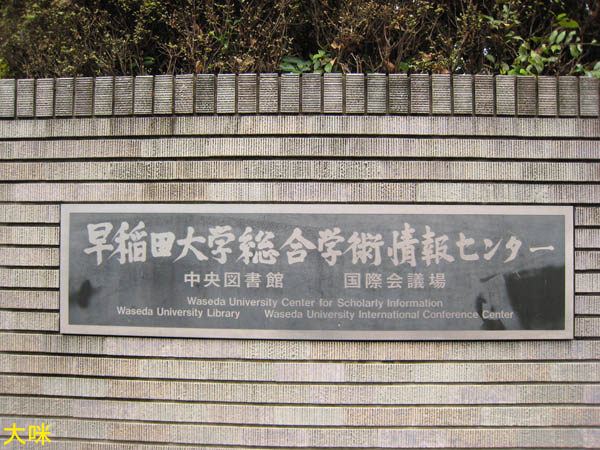 早稲田大学総合学術情報センター
中央図書館 国際会議場
Waseda University Center for Scholarly Information
Waseda University Library Waseda University International Conference Center
大咪